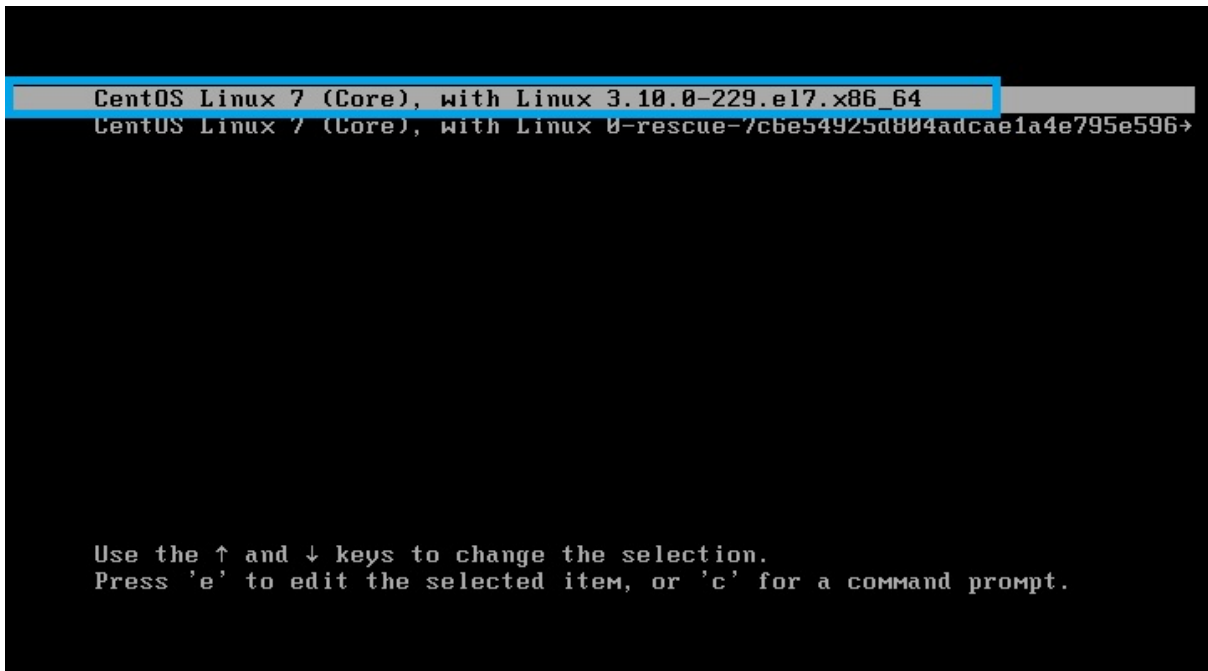 CentOS Linux 7 (Core), with Linux 3.10.0-229.el7.x86_64
CentOS Linux 7 (Core), with Linux 0-rescue-7c6e54925d804adcae1a4e795e596→
Use the ↑ and ↓ keys to change the selection.
Press 'e' to edit the selected item, or 'c' for a command prompt.